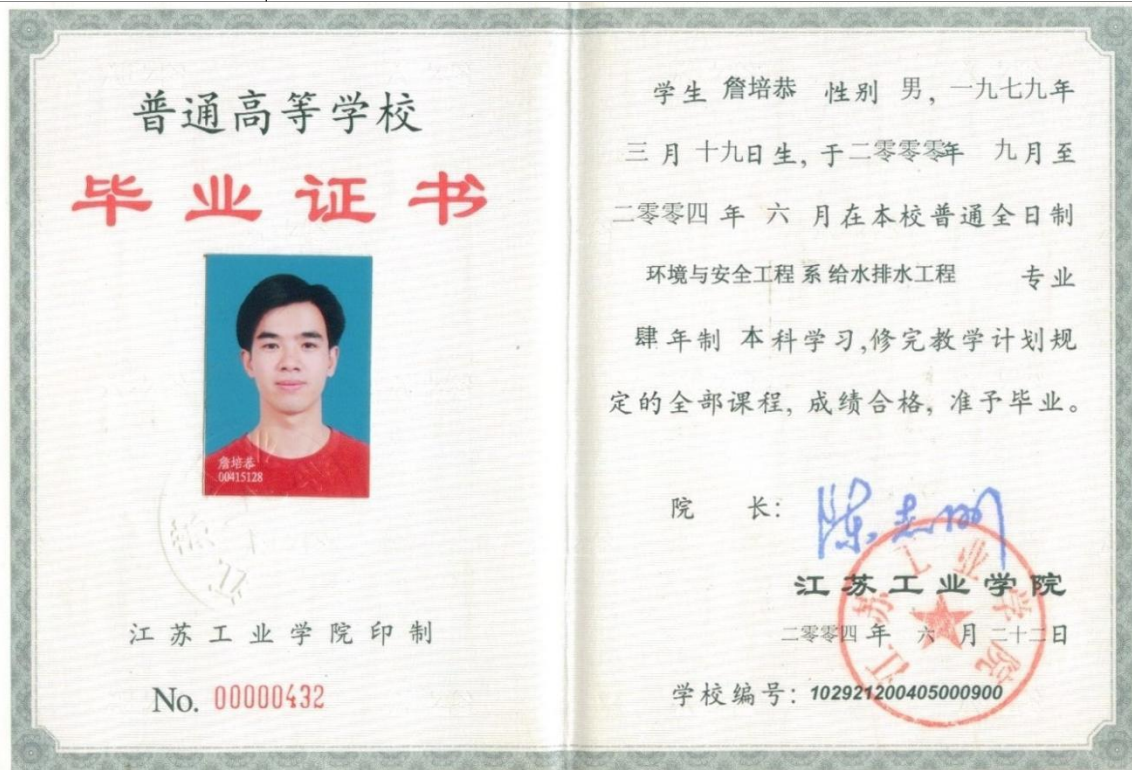 普通高等学校
毕业证书
詹培恭
00415128
江苏工业学院印制
No. 00000432
学生 詹培恭 性别 男, 一九七九年
三月十九日生, 于二零零零年 九月至
二零零四年 六 月在本校普通全日制
环境与安全工程 系 给水排水工程 专业
肆年制 本科学习,修完教学计划规
定的全部课程, 成绩合格, 准予毕业。
院 长:
江苏工业学院
江苏工业学院
二零零四 年 六 月 二十二日
学校编号: 102921200405000900